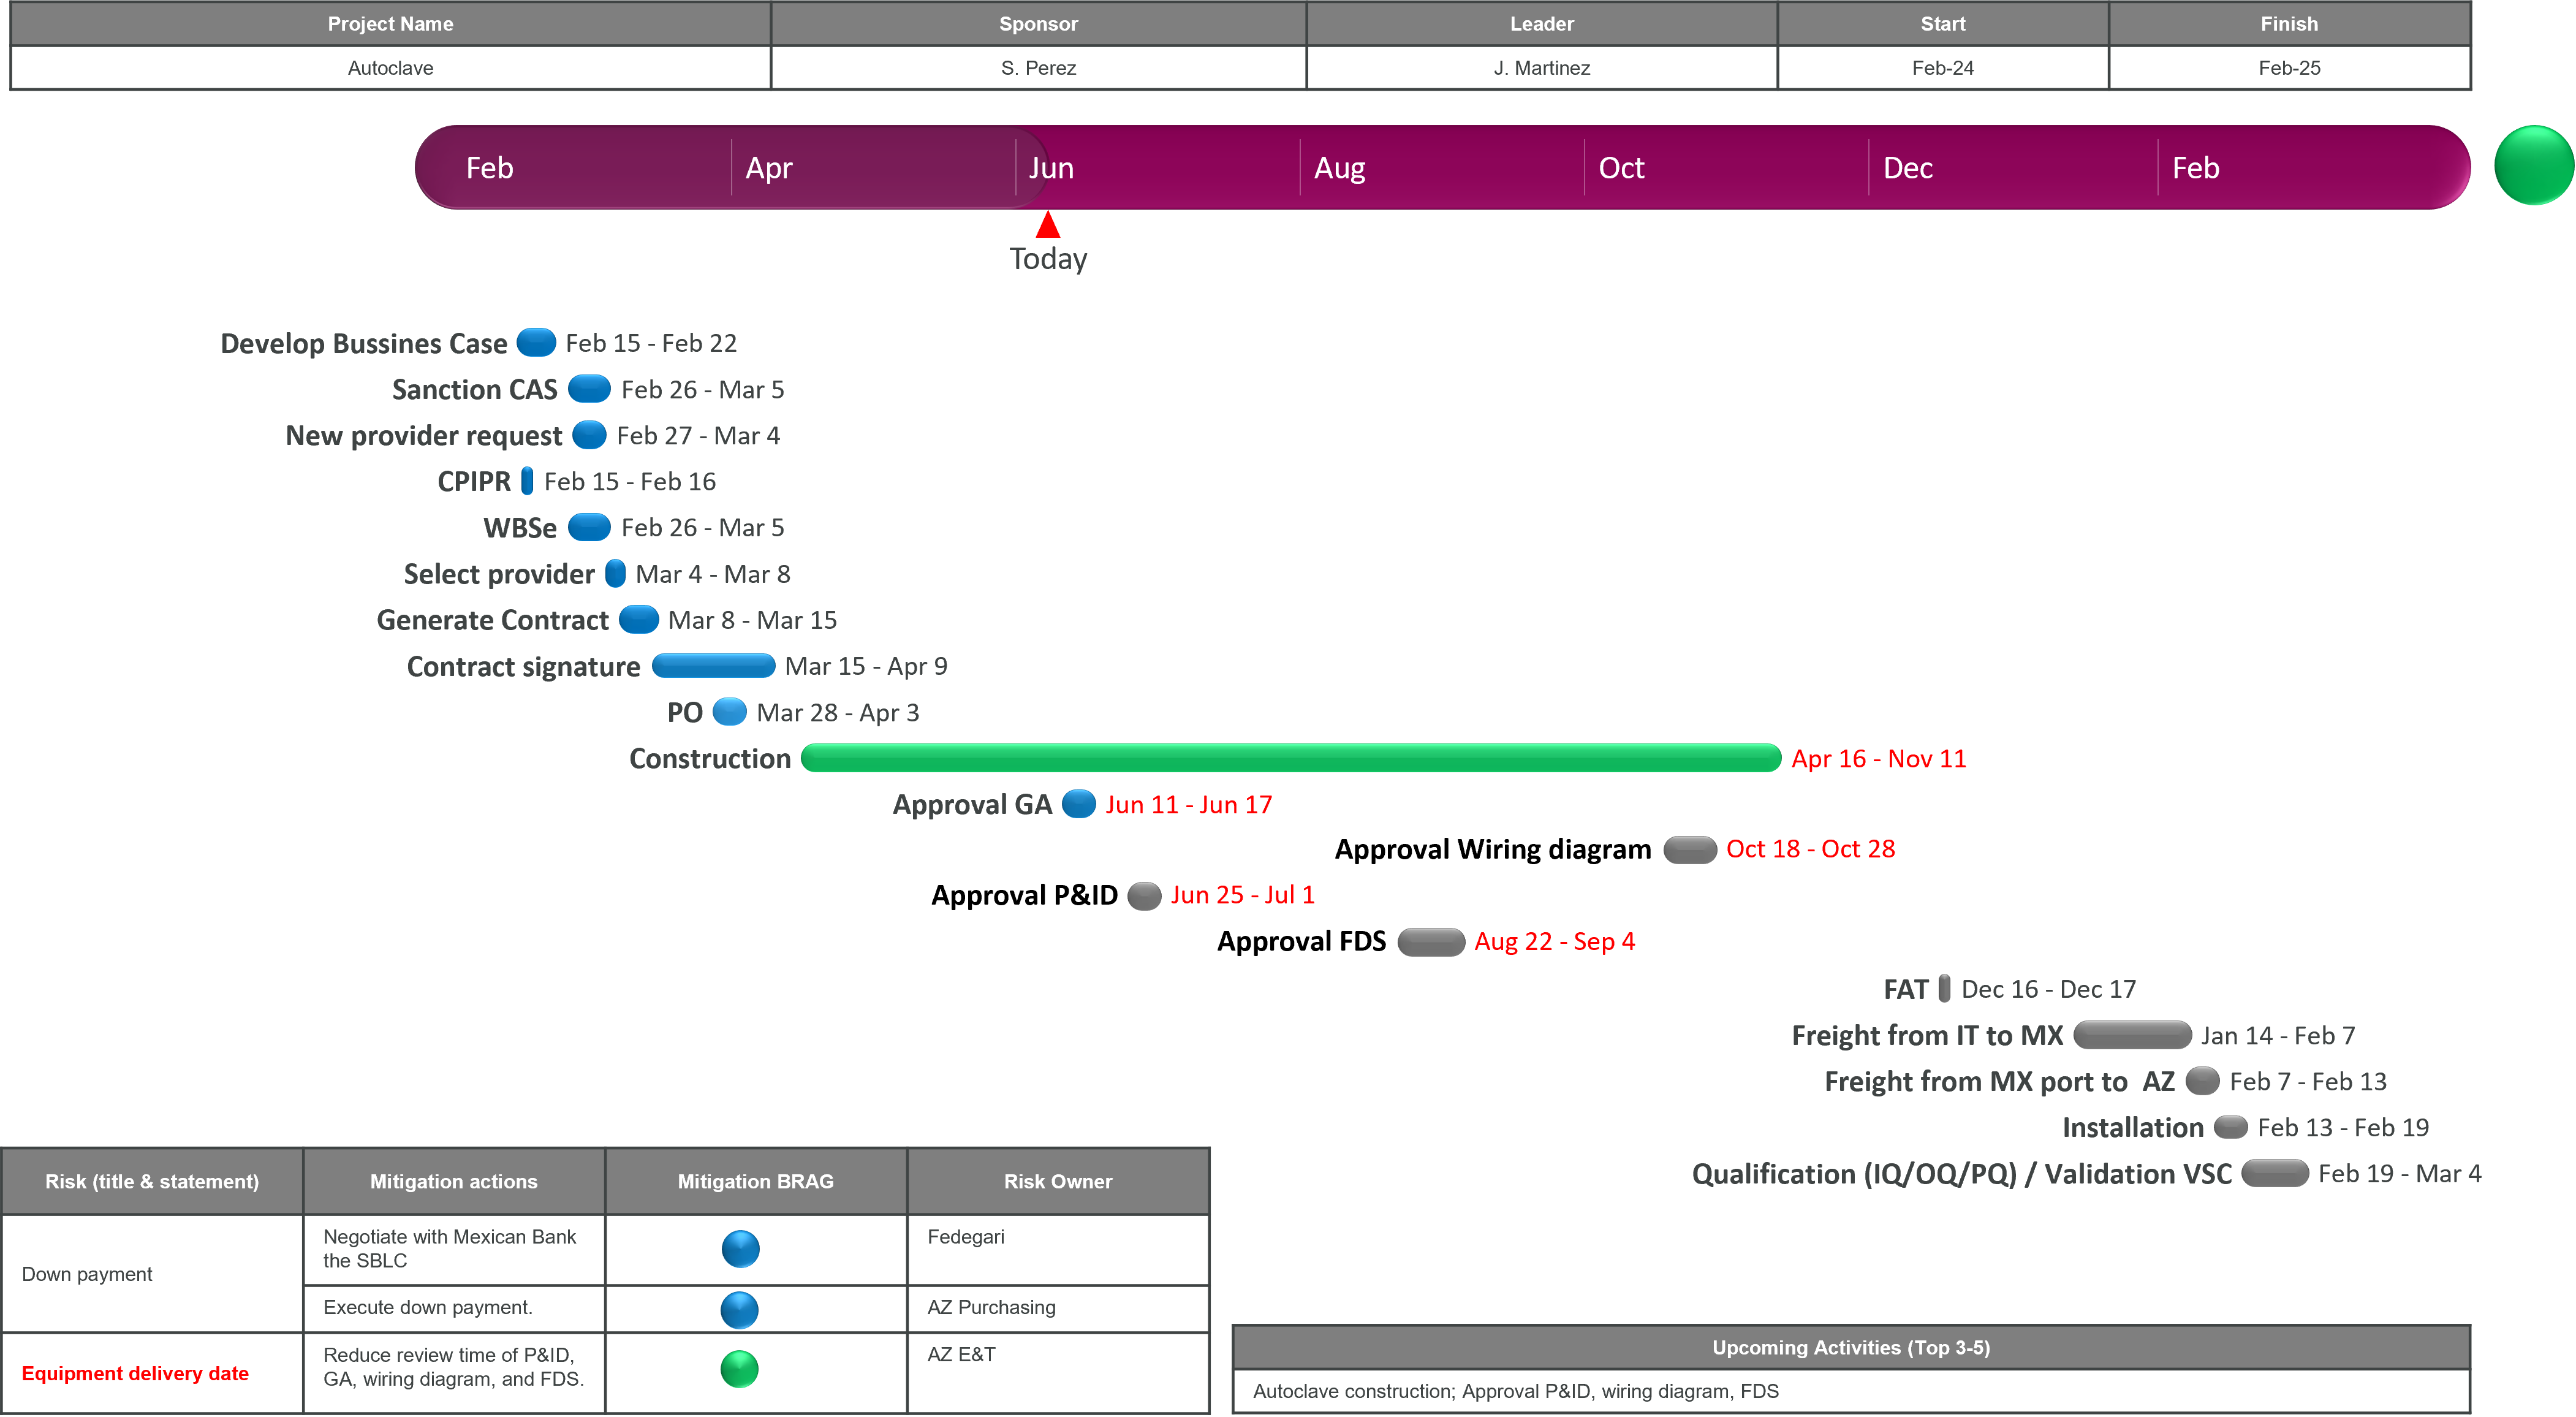 Project Name Sponsor Leader Start Finish
Autoclave S. Perez J. Martinez Feb-24 Feb-25
Feb Apr Jun Aug Oct Dec Feb
Today
Develop Bussines Case Feb 15 - Feb 22
Sanction CAS Feb 26 - Mar 5
New provider request Feb 27 - Mar 4
CPIPR Feb 15 - Feb 16
WBSe Feb 26 - Mar 5
Select provider Mar 4 - Mar 8
Generate Contract Mar 8 - Mar 15
Contract signature Mar 15 - Apr 9
PO Mar 28 - Apr 3
Construction Apr 16 - Nov 11
Approval GA Jun 11 - Jun 17
Approval Wiring diagram Oct 18 - Oct 28
Approval P&ID Jun 25 - Jul 1
Approval FDS Aug 22 - Sep 4
FAT Dec 16 - Dec 17
Freight from IT to MX Jan 14 - Feb 7
Freight from MX port to AZ Feb 7 - Feb 13
Installation Feb 13 - Feb 19
Qualification (IQ/OQ/PQ) / Validation VSC Feb 19 - Mar 4
Risk (title & statement) Mitigation actions Mitigation BRAG Risk Owner
Down payment
Negotiate with Mexican Bank
the SBLC
Fedegari
Execute down payment.
AZ Purchasing
Equipment delivery date
Reduce review time of P&ID,
GA, wiring diagram, and FDS.
AZ E&T
Upcoming Activities (Top 3-5)
Autoclave construction; Approval P&ID, wiring diagram, FDS